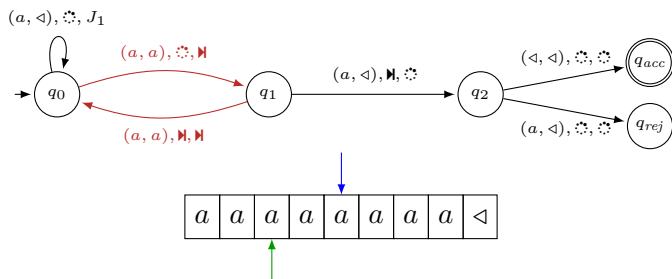 (a, ◁), ◌, J₁
(a, a), ◌, ⏭
(a, ◁), ⏭, ◌
(◁, ◁), ◌, ◌
q₀
q₁
q₂
q_acc
(a, a), ⏭, ⏭
(a, ◁), ◌, ◌
q_rej
a a a a a a a a ◁